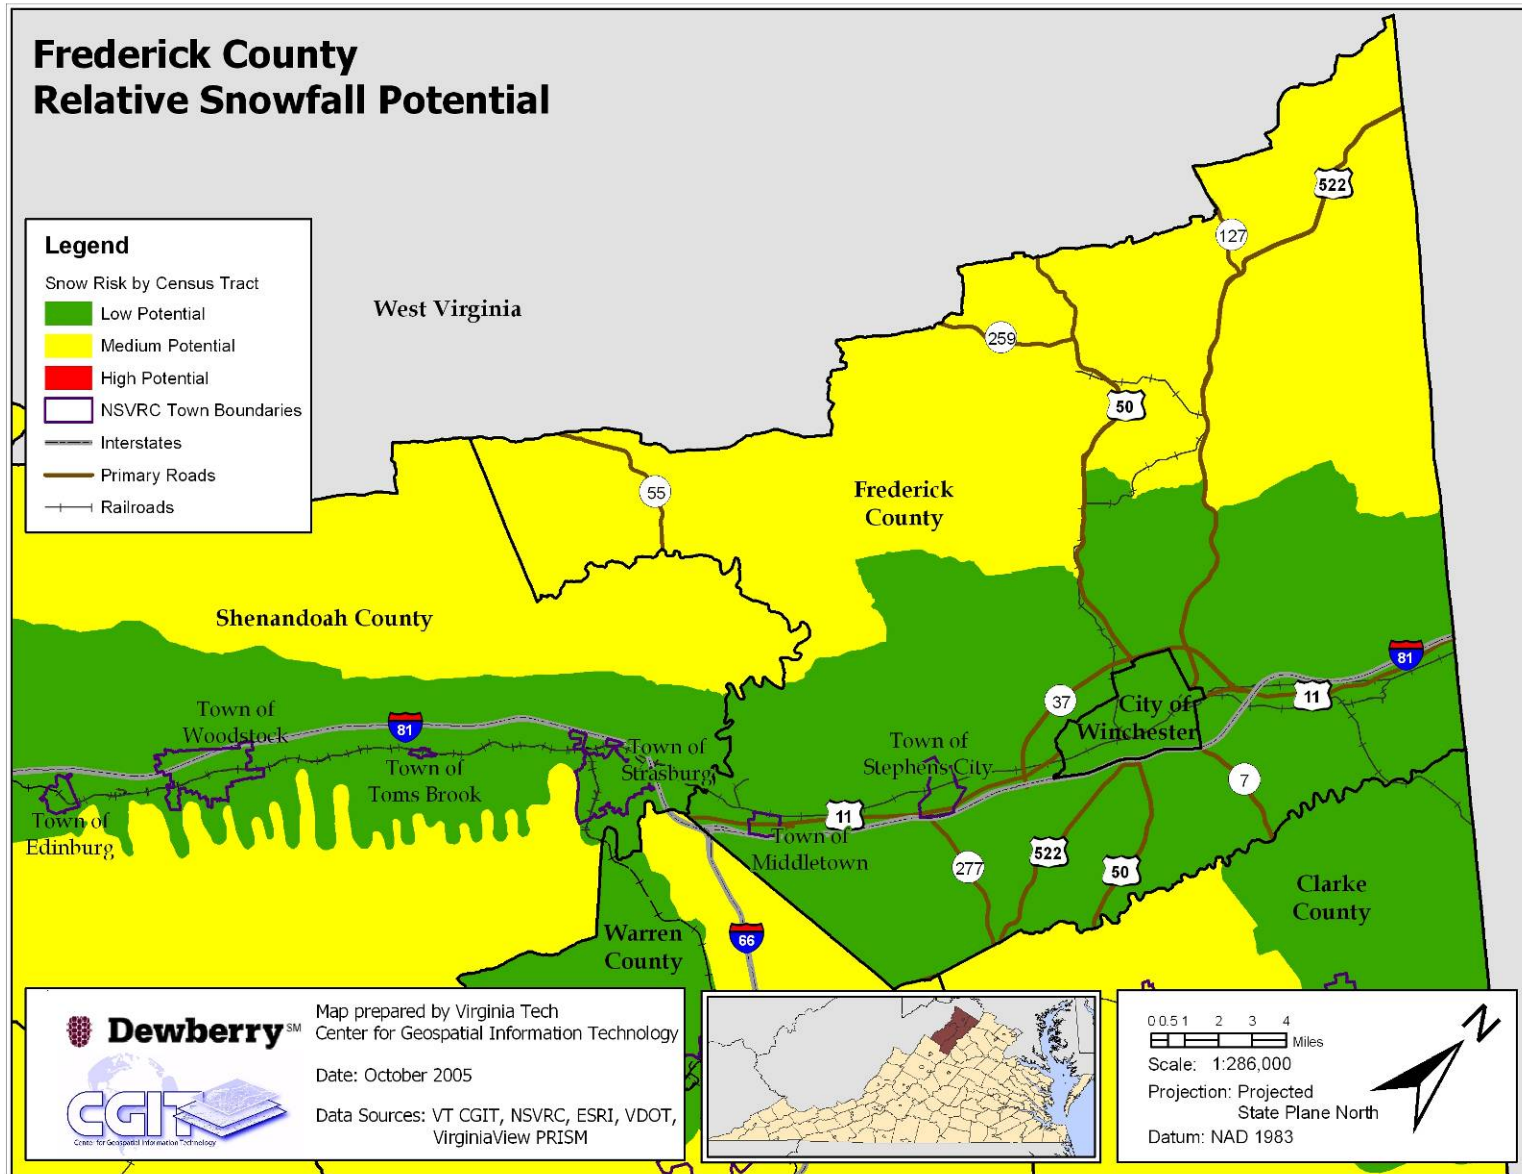 Frederick County
Relative Snowfall Potential
Legend
Snow Risk by Census Tract
Low Potential
Medium Potential
High Potential
NSVRC Town Boundaries
Interstates
Primary Roads
Railroads
West Virginia
522
127
259
50
55
Frederick
County
Shenandoah County
81
37
11
City of
Winchester
Town of
Woodstock
81
Town of
Strasburg
Town of
Stephens City
Town of
Toms Brook
7
Town of
Edinburg
11
Town of
Middletown
277
522
50
Clarke
County
Warren
County
66
Dewberry SM
CGIT
Center for Geospatial Information Technology
Map prepared by Virginia Tech
Center for Geospatial Information Technology
Date: October 2005
Data Sources: VT CGIT, NSVRC, ESRI, VDOT,
VirginiaView PRISM
0 0.5 1 2 3 4
Miles
Scale: 1:286,000
Projection: Projected
State Plane North
Datum: NAD 1983
N